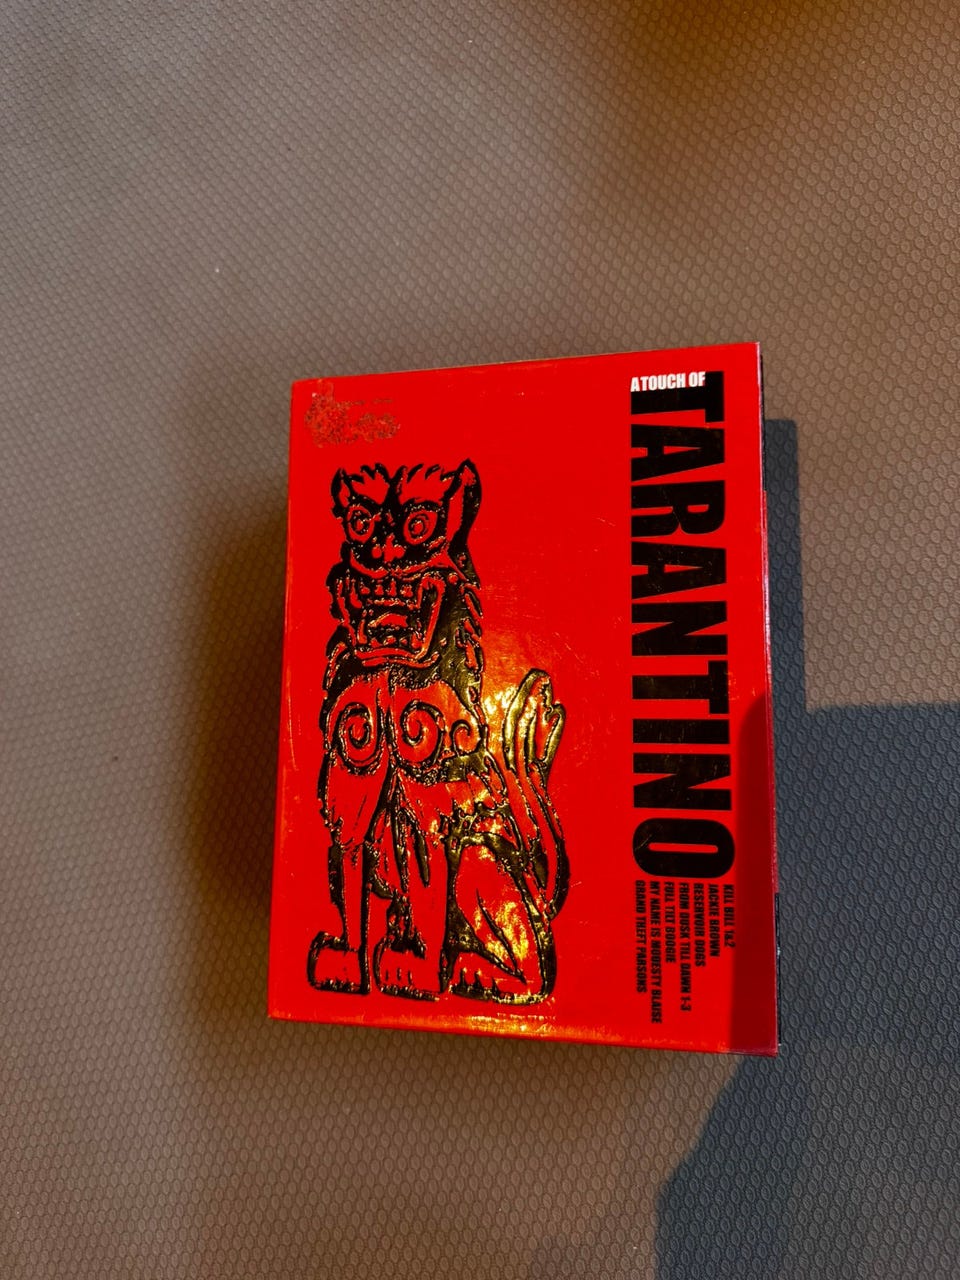 A TOUCH OF
TARANTINO
KILL BILL 1&2
JACKIE BROWN
RESERVOIR DOGS
FROM DUSK TILL DAWN 1-3
FULL TILT BOOGIE
MY NAME IS MODESTY BLAISE
GRAND THEFT PARSONS